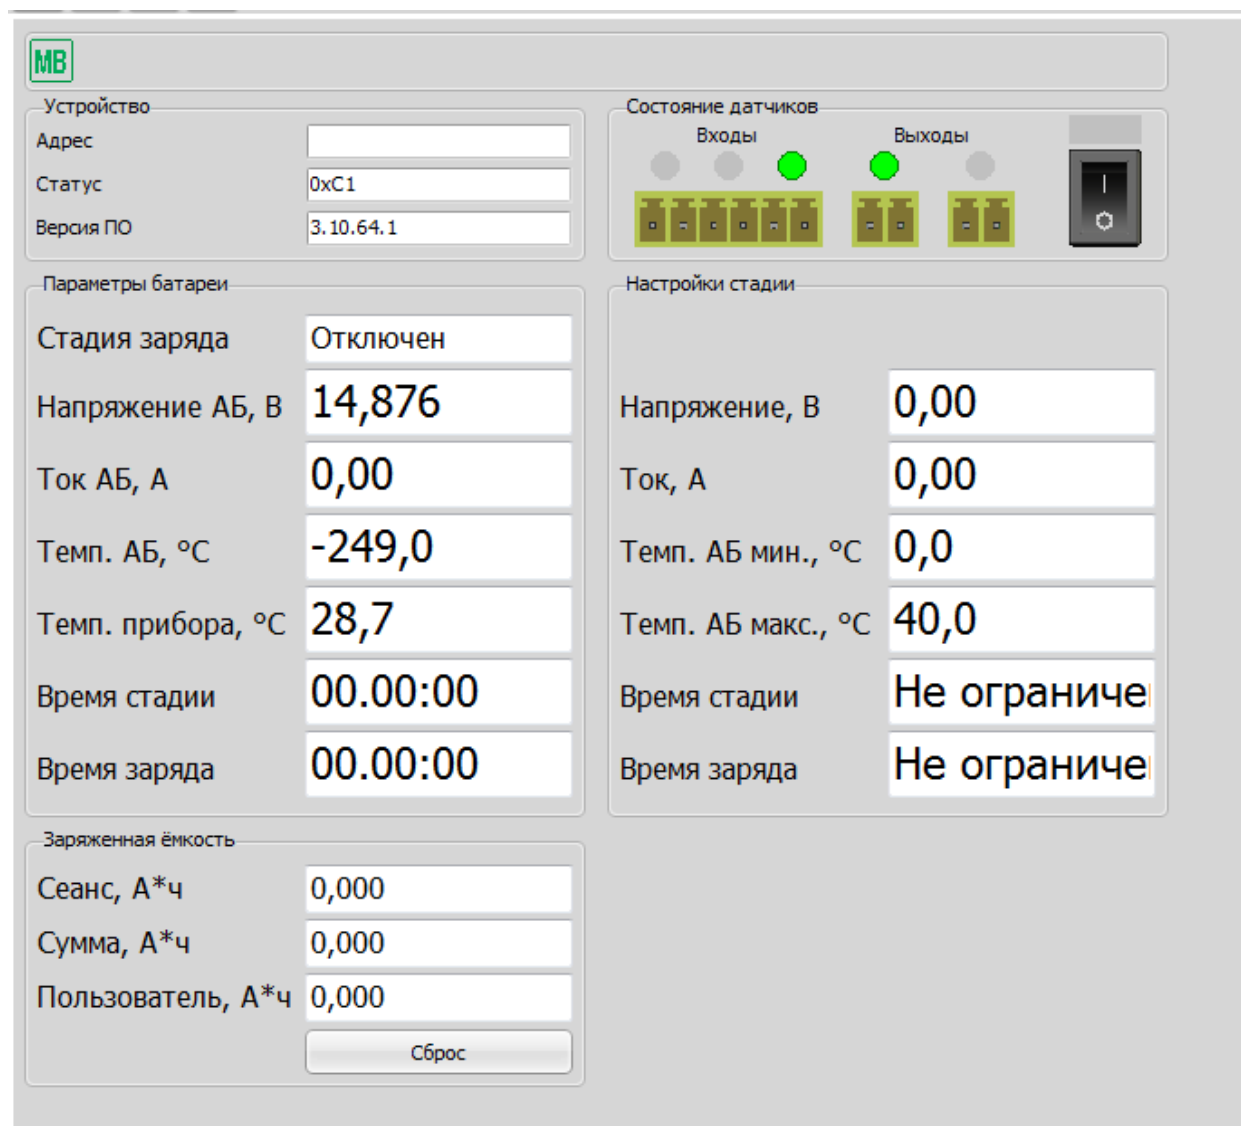 MB
Устройство
Адрес
Статус 0xC1
Версия ПО 3.10.64.1
Состояние датчиков
Входы Выходы
Параметры батареи
Стадия заряда Отключен
Напряжение АБ, В 14,876
Ток АБ, А 0,00
Темп. АБ, °C -249,0
Темп. прибора, °C 28,7
Время стадии 00.00:00
Время заряда 00.00:00
Настройки стадии
Напряжение, В 0,00
Ток, А 0,00
Темп. АБ мин., °C 0,0
Темп. АБ макс., °C 40,0
Время стадии Не ограниче
Время заряда Не ограниче
Заряженная ёмкость
Сеанс, А*ч 0,000
Сумма, А*ч 0,000
Пользователь, А*ч 0,000
Сброс